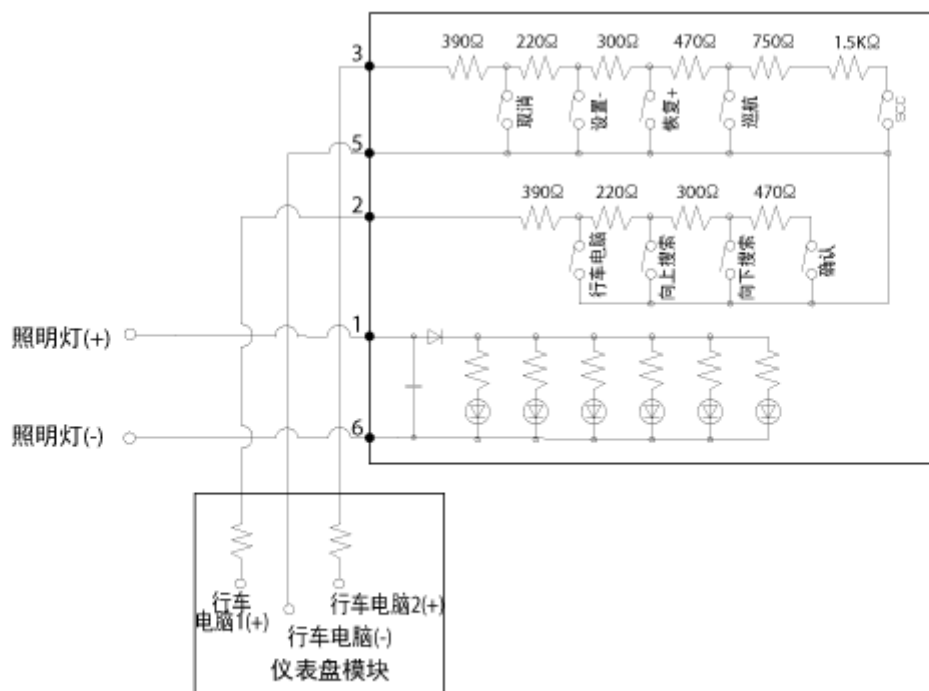 390Ω 220Ω 300Ω 470Ω 750Ω 1.5KΩ
3
取消
设置-
恢复+
巡航
SCC
5
390Ω 220Ω 300Ω 470Ω
2
行车电脑
向上搜索
向下搜索
确认
照明灯(+)
1
照明灯(-)
6
行车
电脑1(+)
行车电脑2(+)
行车电脑(-)
仪表盘模块